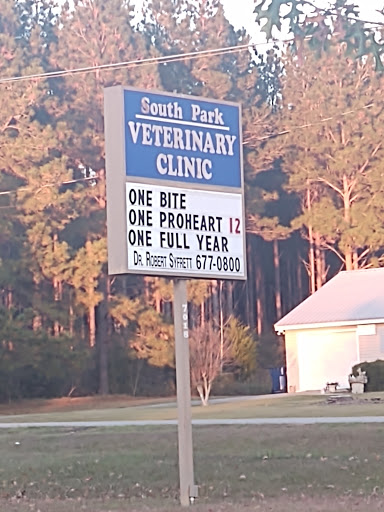 South Park
VETERINARY
CLINIC
ONE BITE
ONE PROHEART 12
ONE FULL YEAR
DR. ROBERT SYFRETT 677-0800